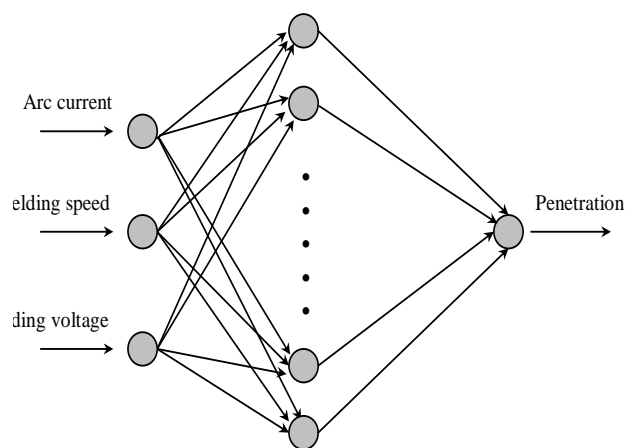 Arc current
elding speed
Penetration
ding voltage